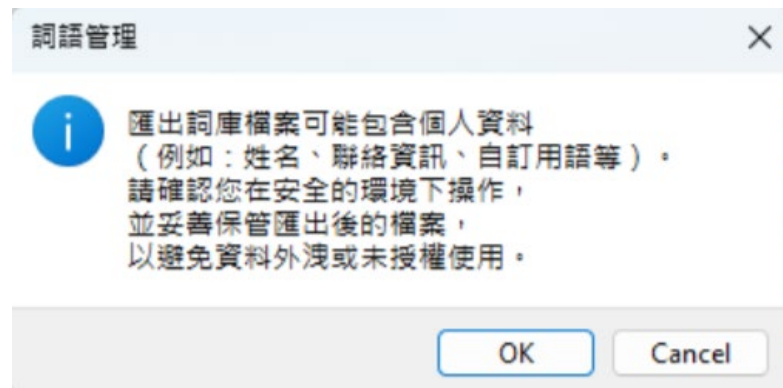 詞語管理
匯出詞庫檔案可能包含個人資料
（例如：姓名、聯絡資訊、自訂用語等）。
請確認您在安全的環境下操作，
並妥善保管匯出後的檔案，
以避免資料外洩或未授權使用。
OK
Cancel